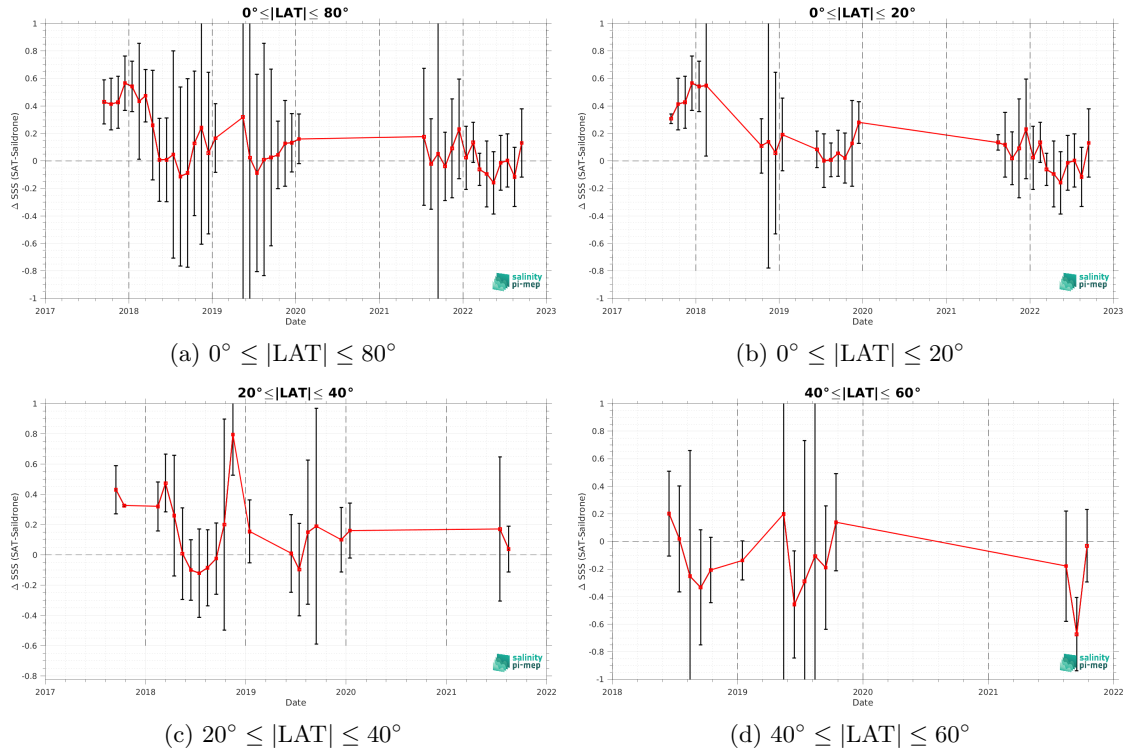 0°≤|LAT|≤ 80°
Δ SSS (SAT-Saildrone)
1
0.8
0.6
0.4
0.2
0
-0.2
-0.4
-0.6
-0.8
-1
2017
2018
2019
2020
2021
2022
2023
Date
salinity
pi-mep
(a) 0° ≤ |LAT| ≤ 80°
0°≤|LAT|≤ 20°
Δ SSS (SAT-Saildrone)
1
0.8
0.6
0.4
0.2
0
-0.2
-0.4
-0.6
-0.8
-1
2017
2018
2019
2020
2021
2022
2023
Date
salinity
pi-mep
(b) 0° ≤ |LAT| ≤ 20°
20°≤|LAT|≤ 40°
Δ SSS (SAT-Saildrone)
1
0.8
0.6
0.4
0.2
0
-0.2
-0.4
-0.6
-0.8
2017
2018
2019
2020
2021
2022
Date
salinity
pi-mep
(c) 20° ≤ |LAT| ≤ 40°
40°≤|LAT|≤ 60°
Δ SSS (SAT-Saildrone)
1
0.8
0.6
0.4
0.2
0
-0.2
-0.4
-0.6
-0.8
-1
2018
2019
2020
2021
2022
Date
salinity
pi-mep
(d) 40° ≤ |LAT| ≤ 60°